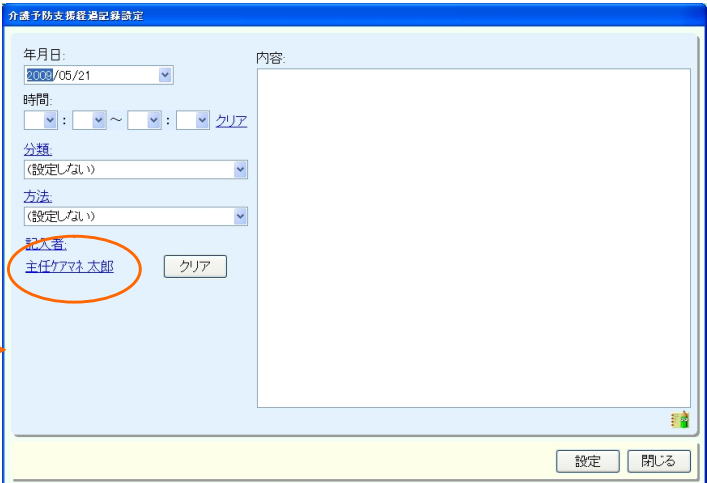 介護予防支援経過記録設定
年月日:
2009/05/21
時間:
: ～ : クリア
分類:
(設定しない)
方法:
(設定しない)
記入者:
主任ケアマネ 太郎
クリア
内容:
設定
閉じる